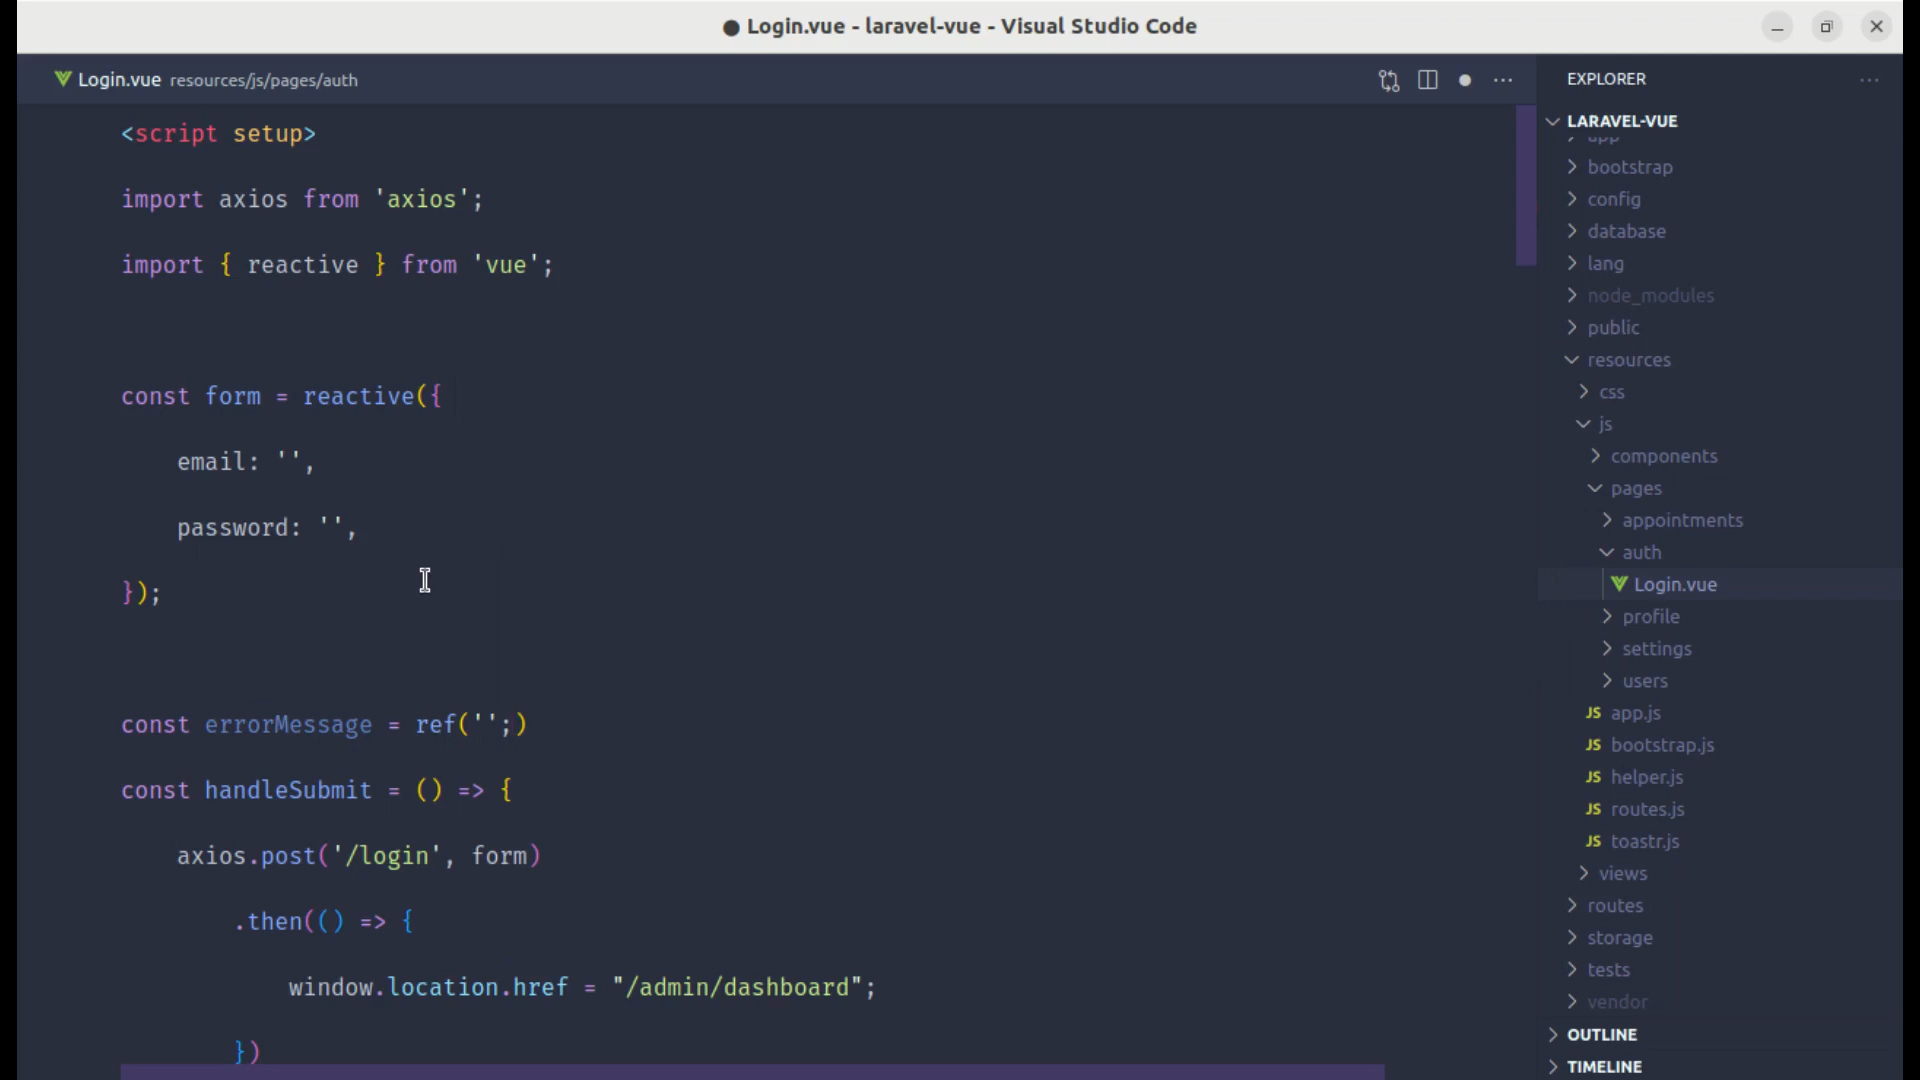 ● Login.vue - laravel-vue - Visual Studio Code
Login.vue resources/js/pages/auth
<script setup>
import axios from 'axios';
import { reactive } from 'vue';
const form = reactive({
email: '',
password: '',
});
const errorMessage = ref('';)
const handleSubmit = () => {
axios.post('/login', form)
.then(() => {
window.location.href = "/admin/dashboard";
})
EXPLORER
LARAVEL-VUE
app
bootstrap
config
database
lang
node_modules
public
resources
css
js
components
pages
appointments
auth
Login.vue
profile
settings
users
JS app.js
JS bootstrap.js
JS helper.js
JS routes.js
JS toastr.js
views
routes
storage
tests
vendor
OUTLINE
TIMELINE